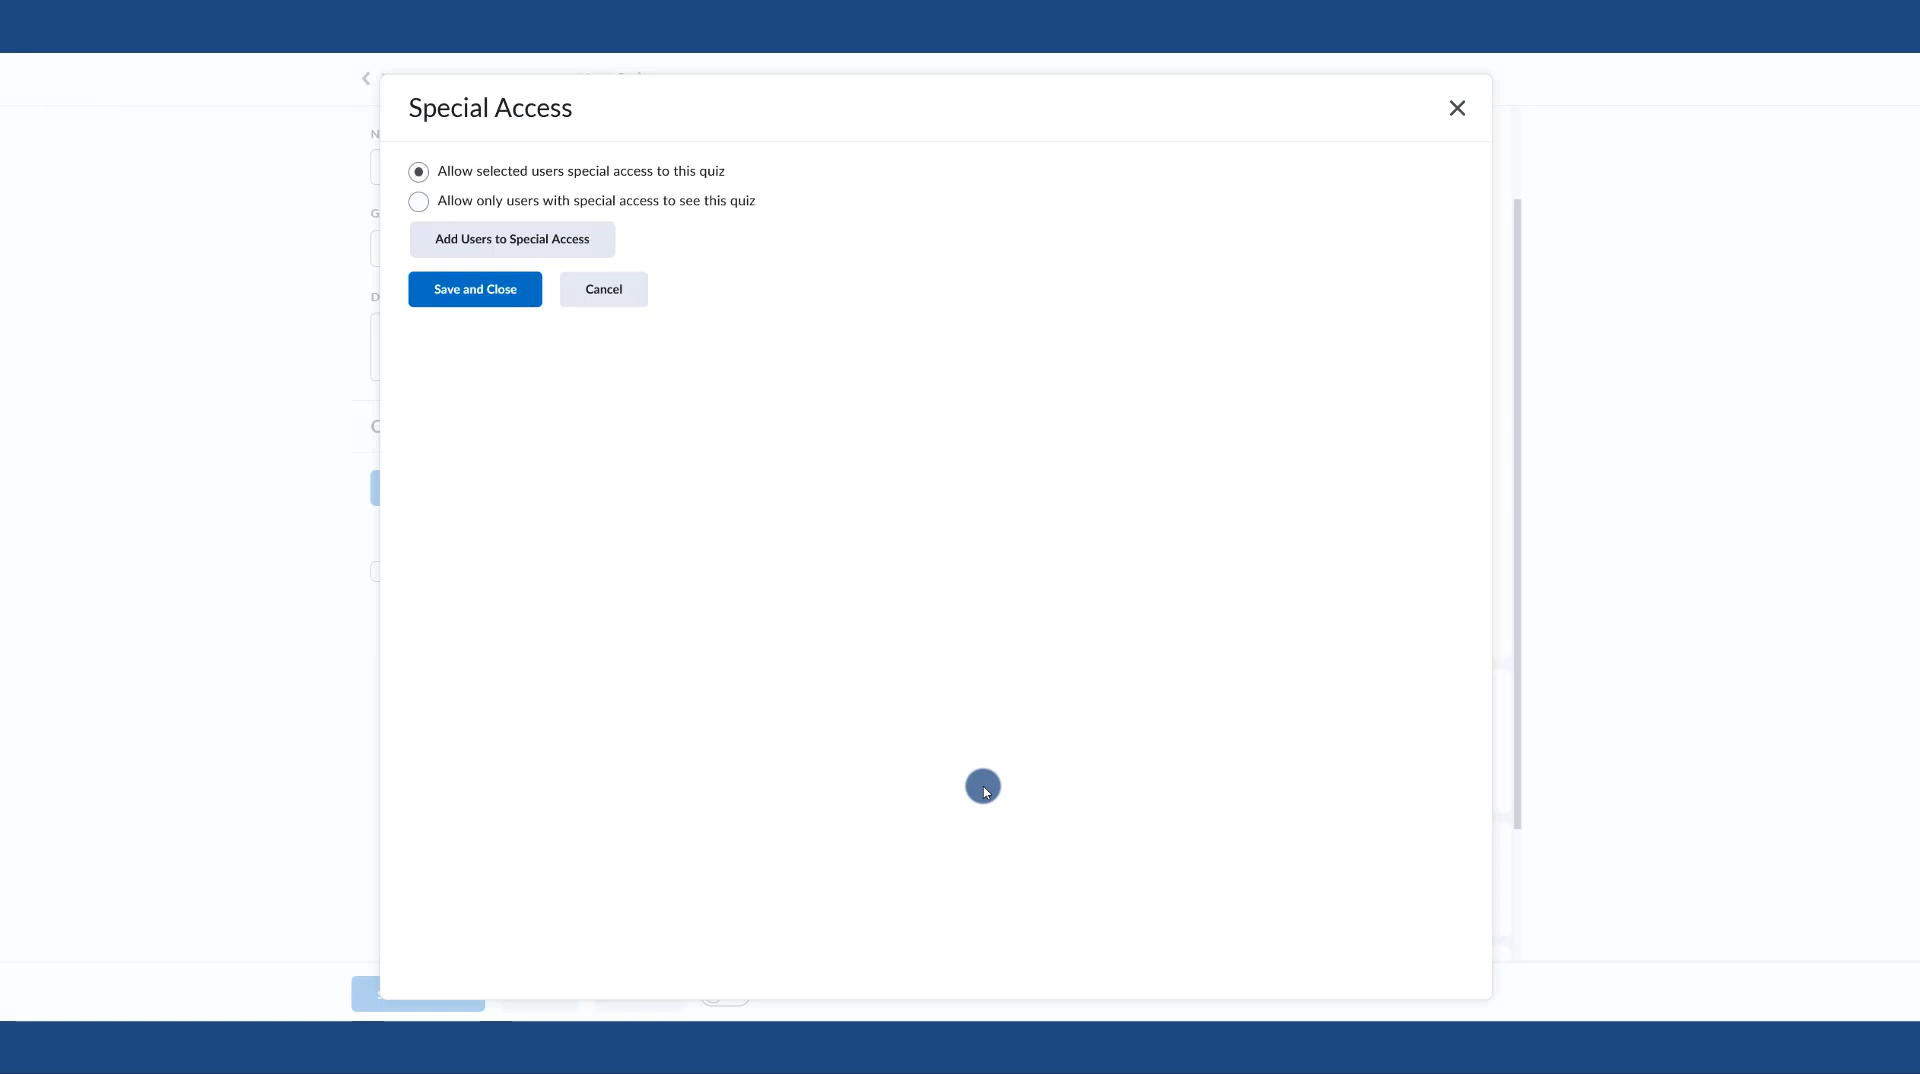 Special Access
Allow selected users special access to this quiz
Allow only users with special access to see this quiz
Add Users to Special Access
Save and Close
Cancel